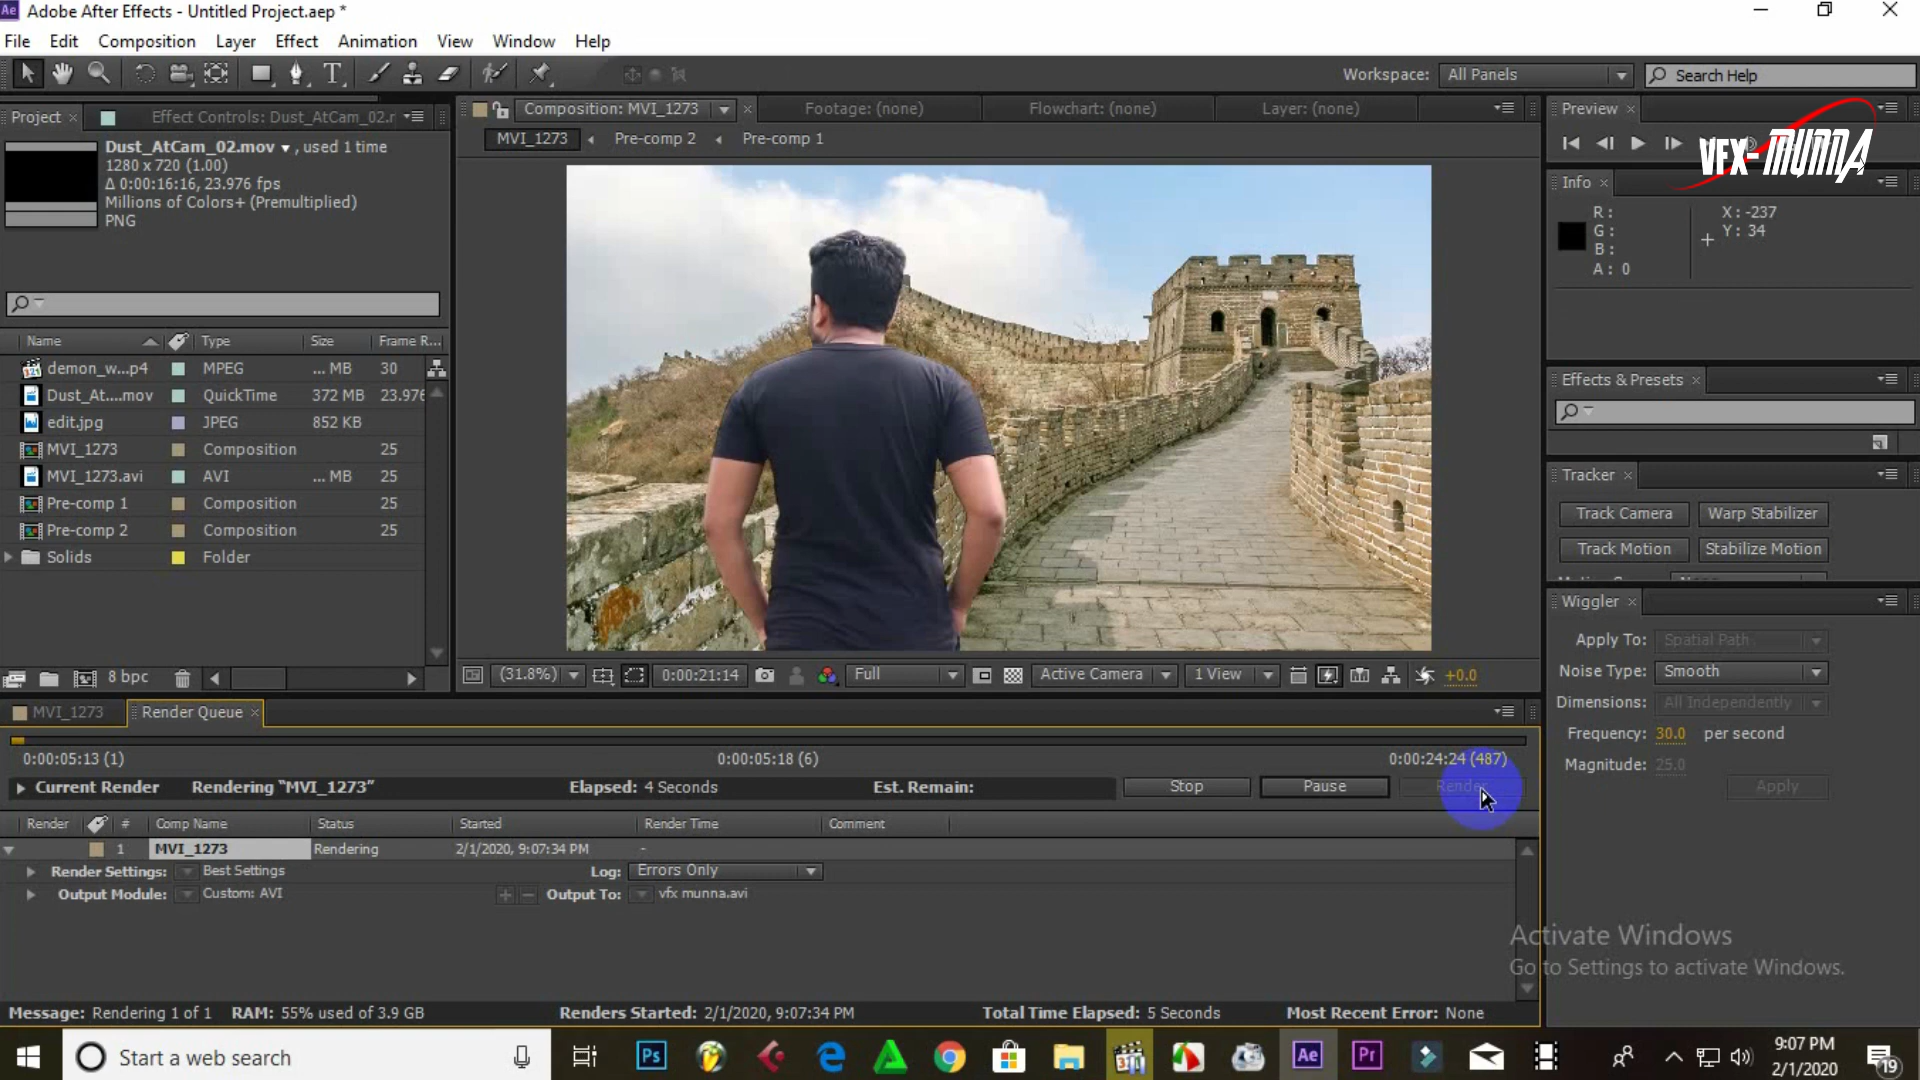 Adobe After Effects - Untitled Project.aep *
File Edit Composition Layer Effect Animation View Window Help
Workspace: All Panels Search Help
Project Effect Controls: Dust_AtCam_02.r
Composition: MVI_1273 Footage: (none) Flowchart: (none) Layer: (none)
MVI_1273 Pre-comp 2 Pre-comp 1
Dust_AtCam_02.mov , used 1 time
1280 x 720 (1.00)
Δ 0:00:16:16, 23.976 fps
Millions of Colors+ (Premultiplied)
PNG
Name Type Size Frame R...
demon_w...p4 MPEG ... MB 30
Dust_At....mov QuickTime 372 MB 23.976
edit.jpg JPEG 852 KB
MVI_1273 Composition 25
MVI_1273.avi AVI ... MB 25
Pre-comp 1 Composition 25
Pre-comp 2 Composition 25
Solids Folder
8 bpc
(31.8%) 0:00:21:14 Full Active Camera 1 View +0.0
Preview
VFX-MUNNA
Info
R:
G:
B:
A: 0
X: -237
Y: 34
Effects & Presets
Tracker
Track Camera Warp Stabilizer
Track Motion Stabilize Motion
Wiggler
Apply To: Spatial Path
Noise Type: Smooth
Dimensions: All Independently
Frequency: 30.0 per second
Magnitude: 25.0
Apply
MVI_1273 Render Queue
0:00:05:13 (1) 0:00:05:18 (6) 0:00:24:24 (487)
Current Render Rendering “MVI_1273” Elapsed: 4 Seconds Est. Remain: Stop Pause Render
Render # Comp Name Status Started Render Time Comment
1 MVI_1273 Rendering 2/1/2020, 9:07:34 PM -
Render Settings: Best Settings Log: Errors Only
Output Module: Custom: AVI Output To: vfx munna.avi
Activate Windows
Go to Settings to activate Windows.
Message: Rendering 1 of 1 RAM: 55% used of 3.9 GB Renders Started: 2/1/2020, 9:07:34 PM Total Time Elapsed: 5 Seconds Most Recent Error: None
Start a web search
Ps
Ae
Pr
9:07 PM
2/1/2020
19